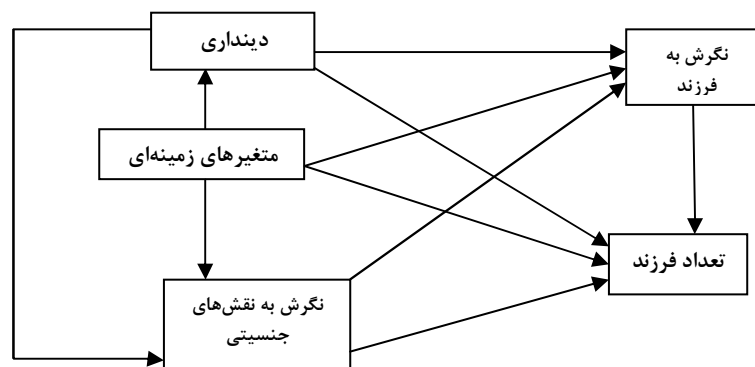 دینداری
نگرش به
فرزند
متغیرهای زمینه‌ای
تعداد فرزند
نگرش به نقش‌های
جنسیتی